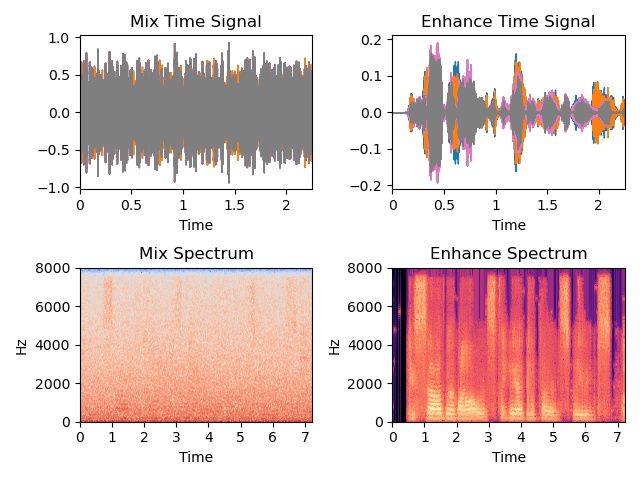 Mix Time Signal
1.0
0.5
0.0
−0.5
−1.0
0 0.5 1 1.5 2
Time
Enhance Time Signal
0.2
0.1
0.0
−0.1
−0.2
0 0.5 1 1.5 2
Time
Mix Spectrum
Hz
8000
6000
4000
2000
0
0 1 2 3 4 5 6 7
Time
Enhance Spectrum
Hz
8000
6000
4000
2000
0
0 1 2 3 4 5 6 7
Time